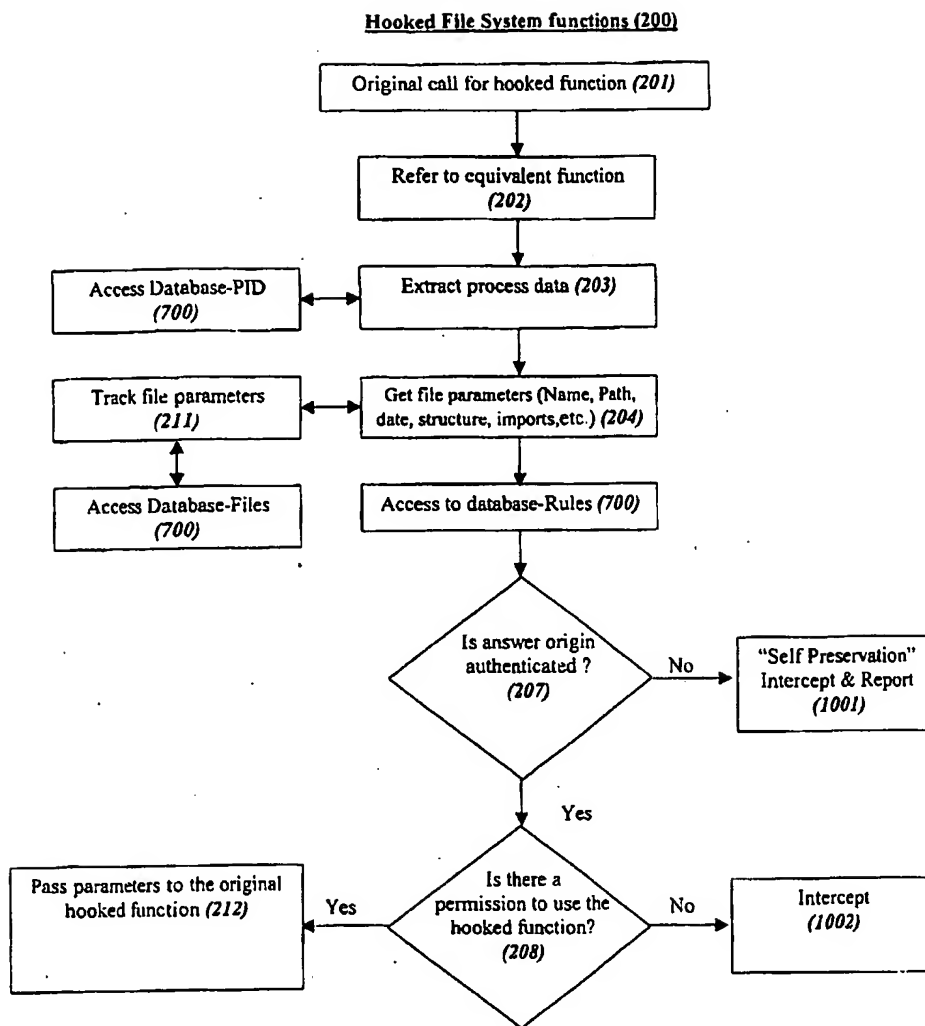 Hooked File System functions (200)
Original call for hooked function (201)
Refer to equivalent function
(202)
Access Database-PID
(700)
Extract process data (203)
Track file parameters
(211)
Get file parameters (Name, Path,
date, structure, imports,etc.) (204)
Access Database-Files
(700)
Access to database-Rules (700)
Is answer origin
authenticated ?
(207)
No
"Self Preservation"
Intercept & Report
(1001)
Yes
Pass parameters to the original
hooked function (212)
Yes
Is there a
permission to use the
hooked function?
(208)
No
Intercept
(1002)